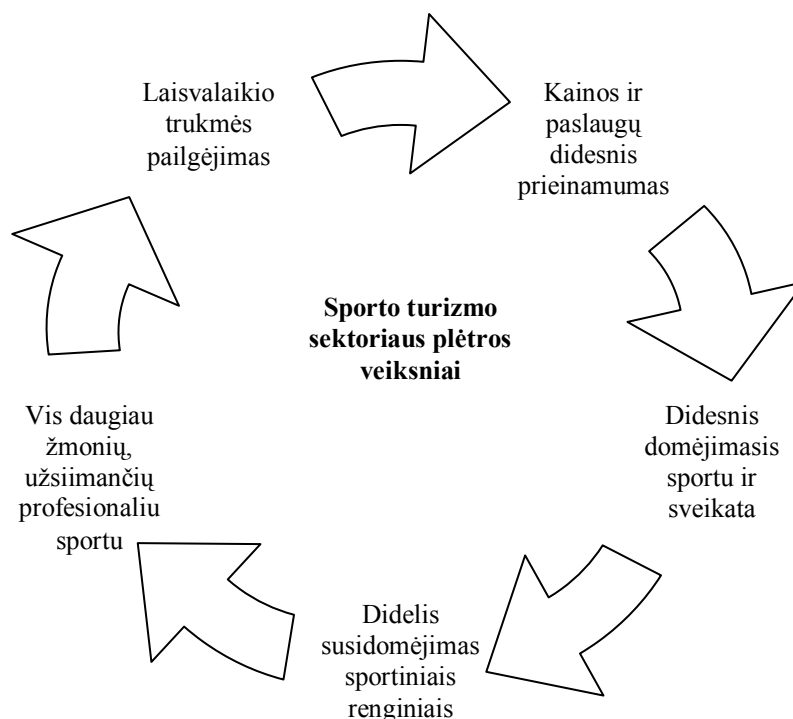 Laisvalaikio
trukmės
pailgėjimas
Kainos ir
paslaugų
didesnis
prieinamumas
Sporto turizmo
sektoriaus plėtros
veiksniai
Didesnis
domėjimasis
sportu ir
sveikata
Didelis
susidomėjimas
sportiniais
renginiais
Vis daugiau
žmonių,
užsiimančių
profesionaliu
sportu